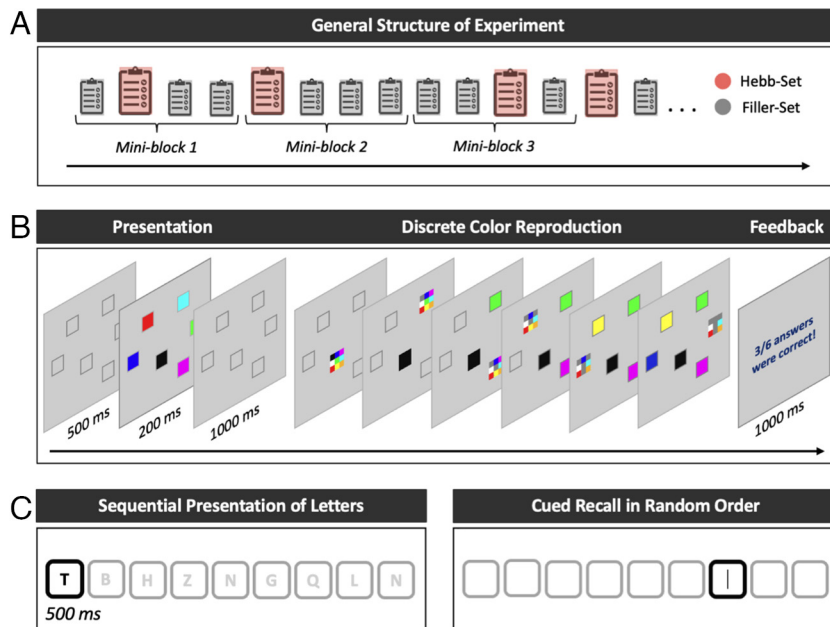 A
General Structure of Experiment
Hebb-Set
Filler-Set
...
Mini-block 1
Mini-block 2
Mini-block 3
B
Presentation
Discrete Color Reproduction
Feedback
3/6 answers
were correct!
500 ms
200 ms
1000 ms
1000 ms
C
Sequential Presentation of Letters
Cued Recall in Random Order
T B H Z N G Q L N
500 ms